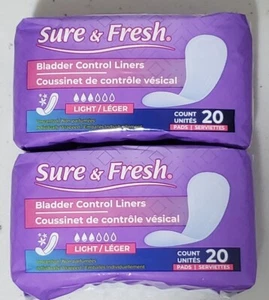 Sure & Fresh.
Bladder Control Liners
Coussinet de contrôle vésical
LIGHT / LÉGER
COUNT
UNITÉS 20
PADS | SERVIETTES
Sure & Fresh.
Bladder Control Liners
Coussinet de contrôle vésical
LIGHT / LÉGER
COUNT
UNITÉS 20
PADS | SERVIETTES